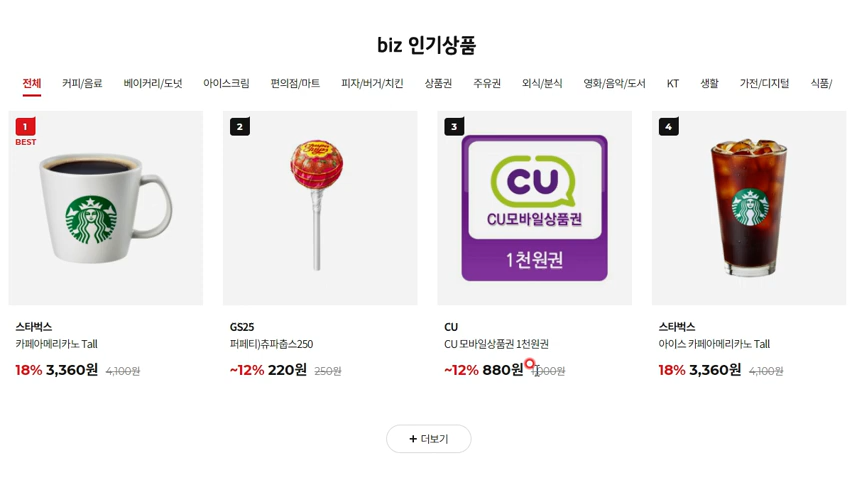 biz 인기상품
전체 커피/음료 베이커리/도넛 아이스크림 편의점/마트 피자/버거/치킨 상품권 주유권 외식/분식 영화/음악/도서 KT 생활 가전/디지털 식품/
1
BEST
2
Chupa Chups
3
CU
CU모바일상품권
1천원권
4
스타벅스
카페아메리카노 Tall
18% 3,360원 4,100원
GS25
퍼페티)츄파춥스250
~12% 220원 250원
CU
CU 모바일상품권 1천원권
~12% 880원
스타벅스
아이스 카페아메리카노 Tall
18% 3,360원 4,100원
+ 더보기